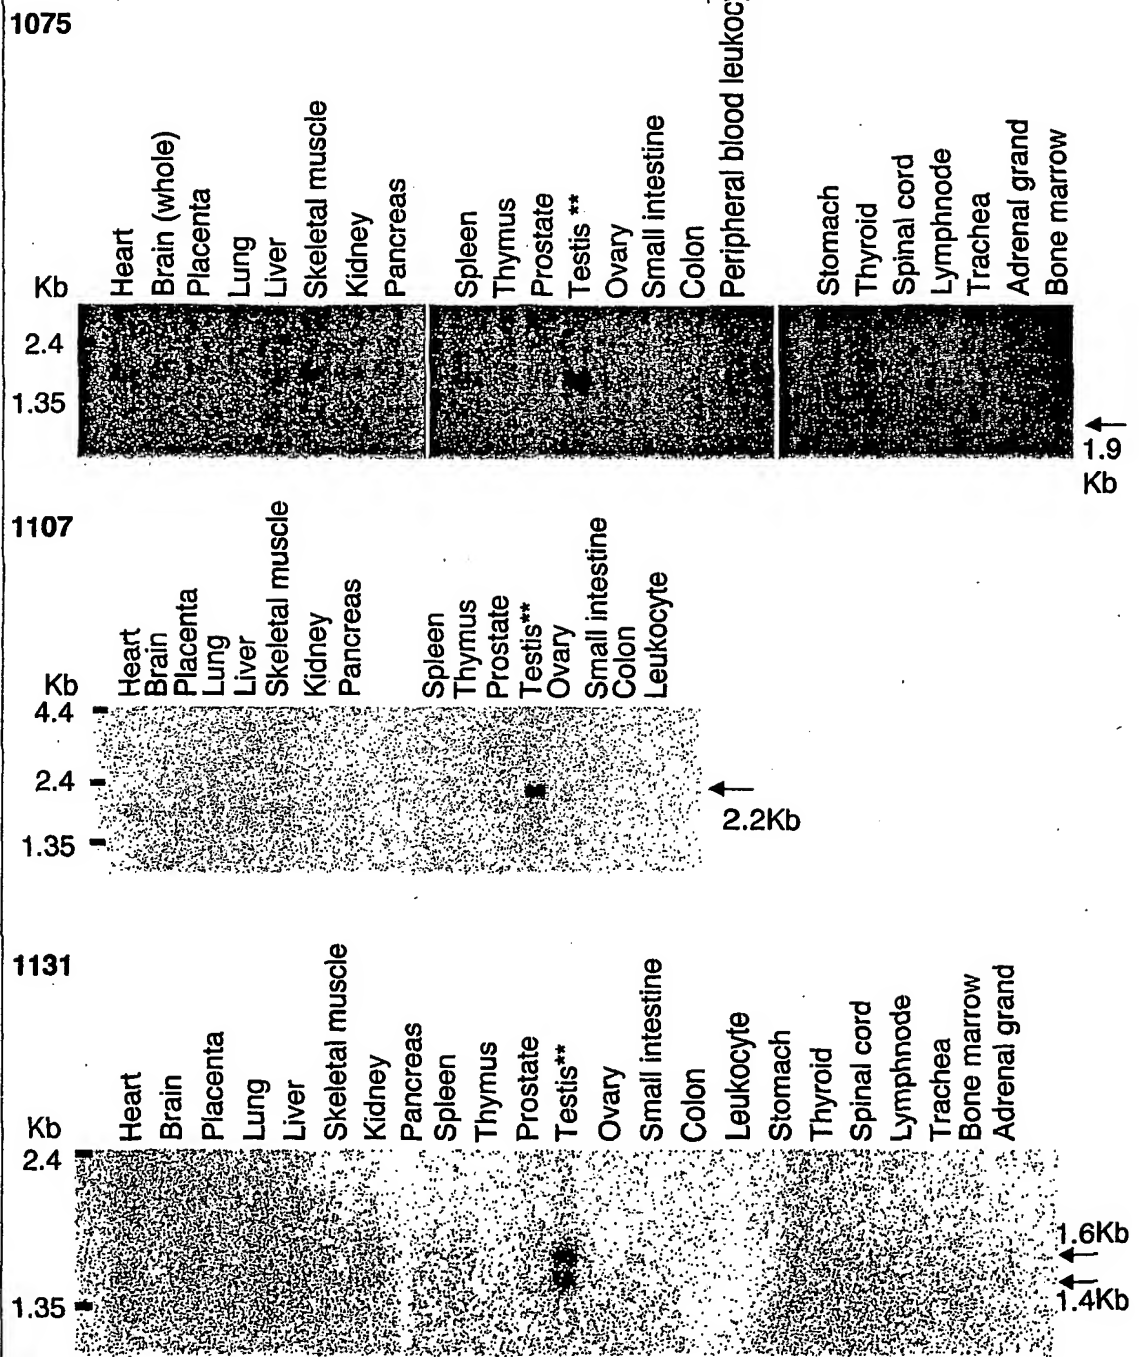 1075
Heart
Brain (whole)
Placenta
Lung
Liver
Skeletal muscle
Kidney
Pancreas
Spleen
Thymus
Prostate
Testis **
Ovary
Small intestine
Colon
Peripheral blood leukocy
Stomach
Thyroid
Spinal cord
Lymphnode
Trachea
Adrenal grand
Bone marrow
Kb
2.4
1.35
1.9
Kb
1107
Heart
Brain
Placenta
Lung
Liver
Skeletal muscle
Kidney
Pancreas
Spleen
Thymus
Prostate
Testis**
Ovary
Small intestine
Colon
Leukocyte
Kb
4.4
2.4
1.35
2.2Kb
1131
Heart
Brain
Placenta
Lung
Liver
Skeletal muscle
Kidney
Pancreas
Spleen
Thymus
Prostate
Testis**
Ovary
Small intestine
Colon
Leukocyte
Stomach
Thyroid
Spinal cord
Lymphnode
Trachea
Bone marrow
Adrenal grand
Kb
2.4
1.35
1.6Kb
1.4Kb